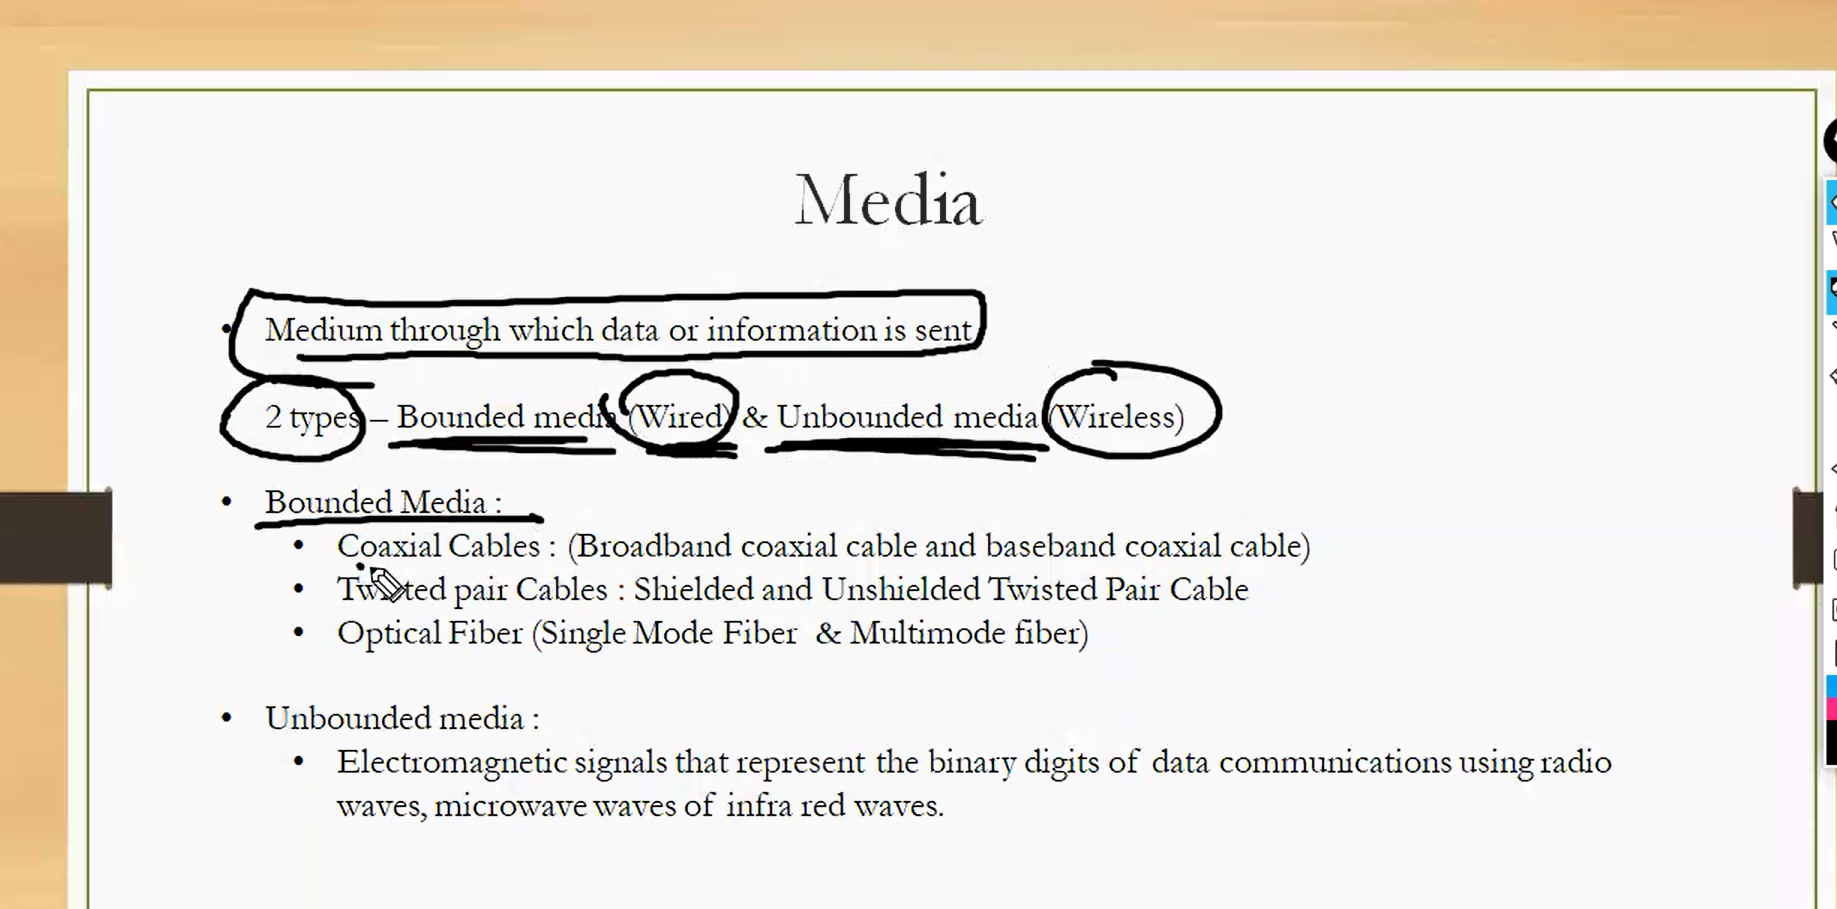 Media
• Medium through which data or information is sent
2 types – Bounded media (Wired) & Unbounded media (Wireless)
• Bounded Media :
• Coaxial Cables : (Broadband coaxial cable and baseband coaxial cable)
• Twisted pair Cables : Shielded and Unshielded Twisted Pair Cable
• Optical Fiber (Single Mode Fiber & Multimode fiber)
• Unbounded media :
• Electromagnetic signals that represent the binary digits of data communications using radio
waves, microwave waves of infra red waves.